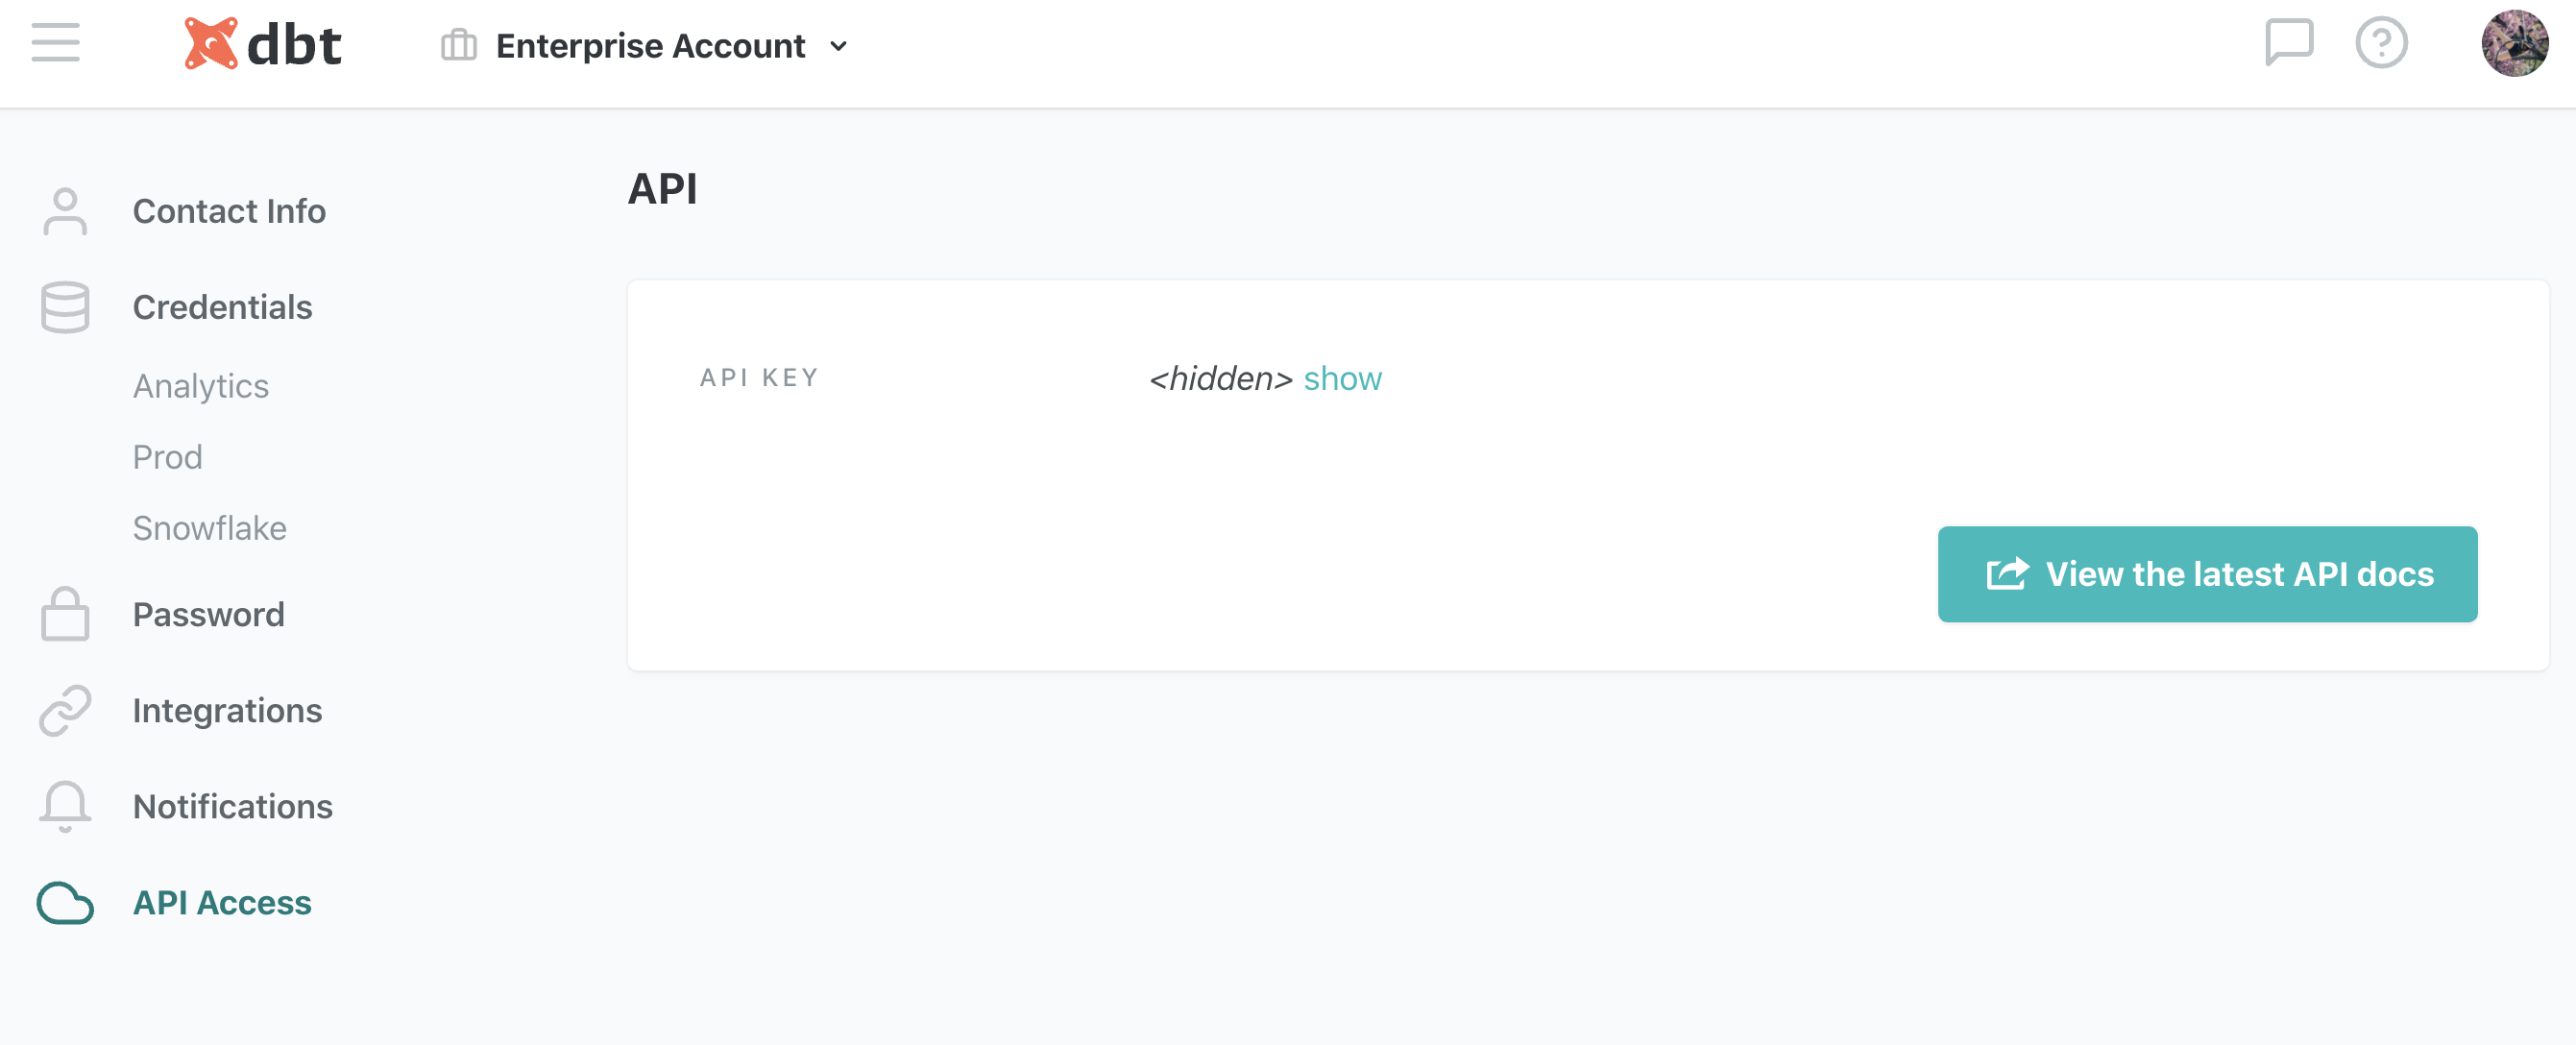 dbt
Enterprise Account
Contact Info
Credentials
Analytics
Prod
Snowflake
Password
Integrations
Notifications
API Access
API
API KEY
<hidden> show
View the latest API docs